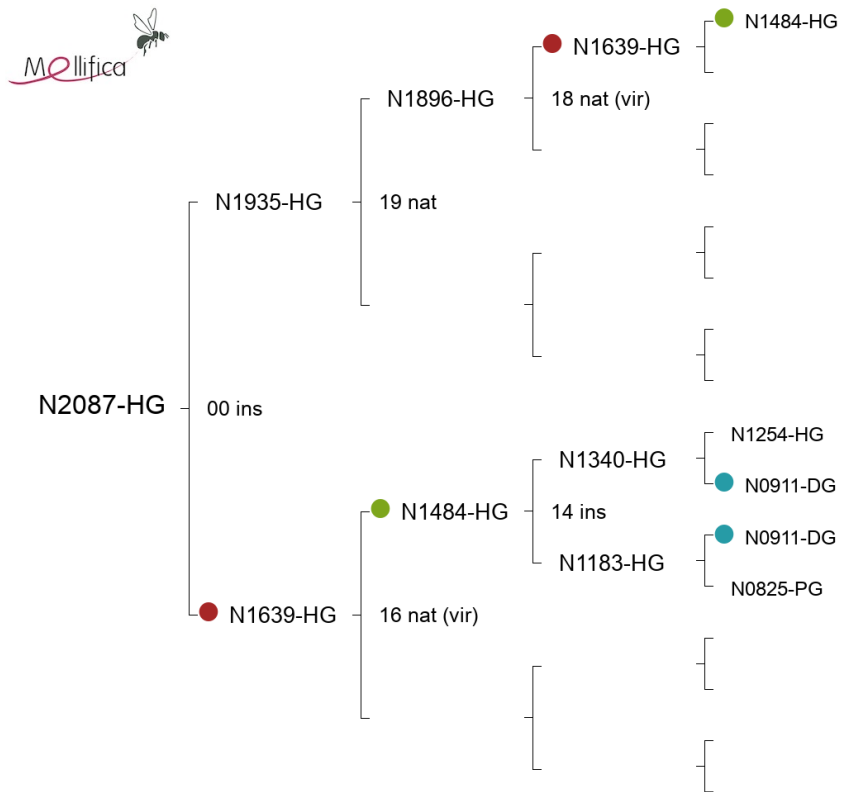 Mellifica
N1484-HG
N1639-HG
N1896-HG
18 nat (vir)
N1935-HG
19 nat
N2087-HG
00 ins
N1254-HG
N1340-HG
N0911-DG
N1484-HG
14 ins
N0911-DG
N1183-HG
N0825-PG
N1639-HG
16 nat (vir)